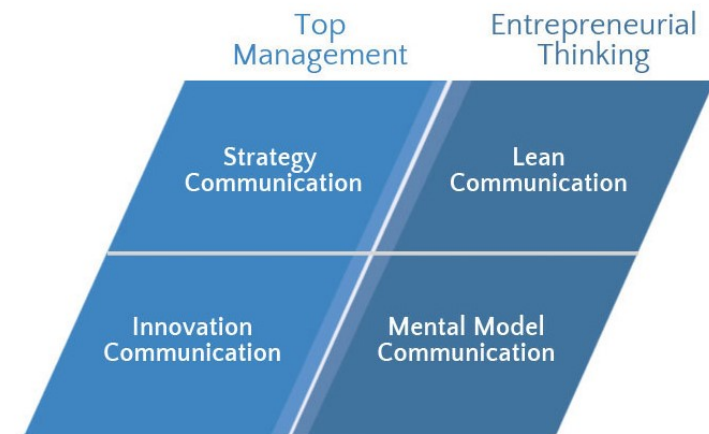 Top
Management
Entrepreneurial
Thinking
Strategy
Communication
Lean
Communication
Innovation
Communication
Mental Model
Communication